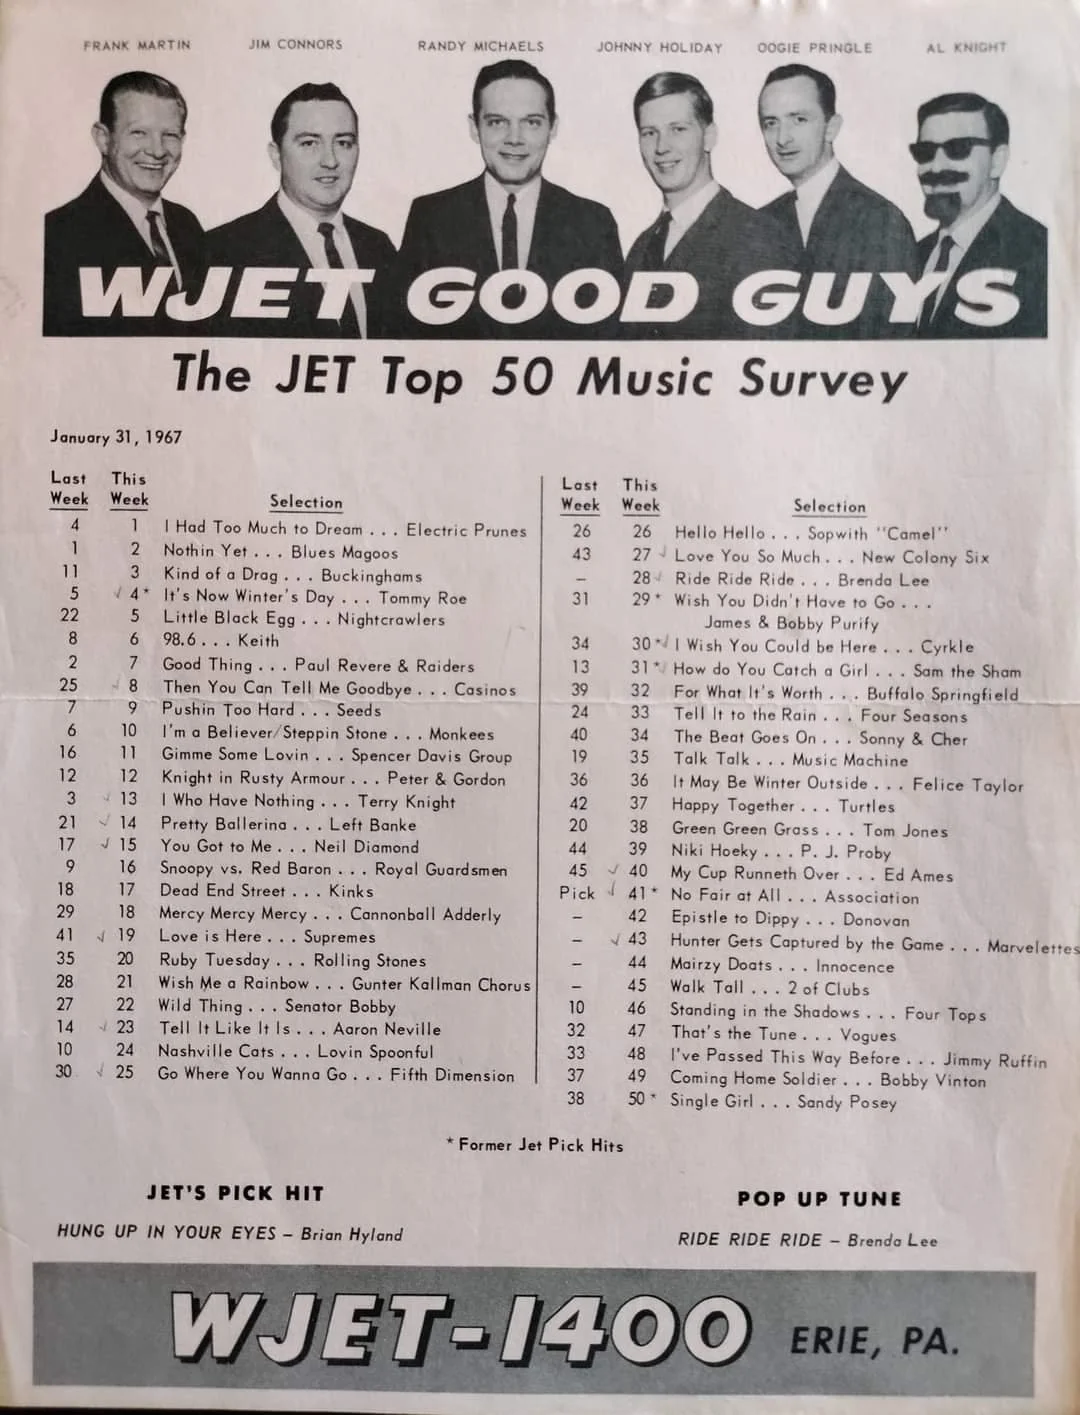 FRANK MARTIN JIM CONNORS RANDY MICHAELS JOHNNY HOLIDAY OOGIE PRINGLE AL KNIGHT
WJET GOOD GUYS
The JET Top 50 Music Survey
January 31, 1967
Last Week This Week Selection
4 1 I Had Too Much to Dream . . . Electric Prunes
1 2 Nothin Yet . . . Blues Magoos
11 3 Kind of a Drag . . . Buckinghams
5 √ 4* It's Now Winter's Day . . . Tommy Roe
22 5 Little Black Egg . . . Nightcrawlers
8 6 98.6 . . . Keith
2 7 Good Thing . . . Paul Revere & Raiders
25 √ 8 Then You Can Tell Me Goodbye . . . Casinos
7 9 Pushin Too Hard . . . Seeds
6 10 I'm a Believer/Steppin Stone . . . Monkees
16 11 Gimme Some Lovin . . . Spencer Davis Group
12 12 Knight in Rusty Armour . . . Peter & Gordon
3 √ 13 I Who Have Nothing . . . Terry Knight
21 √ 14 Pretty Ballerina . . . Left Banke
17 √ 15 You Got to Me . . . Neil Diamond
9 16 Snoopy vs. Red Baron . . . Royal Guardsmen
18 17 Dead End Street . . . Kinks
29 18 Mercy Mercy Mercy . . . Cannonball Adderly
41 √ 19 Love is Here . . . Supremes
35 20 Ruby Tuesday . . . Rolling Stones
28 21 Wish Me a Rainbow . . . Gunter Kallman Chorus
27 22 Wild Thing . . . Senator Bobby
14 √ 23 Tell It Like It Is . . . Aaron Neville
10 24 Nashville Cats . . . Lovin Spoonful
30 √ 25 Go Where You Wanna Go . . . Fifth Dimension
Last Week This Week Selection
26 26 Hello Hello . . . Sopwith "Camel"
43 27 √ Love You So Much . . . New Colony Six
– 28 √ Ride Ride Ride . . . Brenda Lee
31 29* Wish You Didn't Have to Go . . .
James & Bobby Purify
34 30*√ I Wish You Could be Here . . . Cyrkle
13 31*√ How do You Catch a Girl . . . Sam the Sham
39 32 For What It's Worth . . . Buffalo Springfield
24 33 Tell It to the Rain . . . Four Seasons
40 34 The Beat Goes On . . . Sonny & Cher
19 35 Talk Talk . . . Music Machine
36 36 It May Be Winter Outside . . . Felice Taylor
42 37 Happy Together . . . Turtles
20 38 Green Green Grass . . . Tom Jones
44 39 Niki Hoeky . . . P. J. Proby
45 √ 40 My Cup Runneth Over . . . Ed Ames
Pick √ 41* No Fair at All . . . Association
– 42 Epistle to Dippy . . . Donovan
– √ 43 Hunter Gets Captured by the Game . . . Marvelettes
– 44 Mairzy Doats . . . Innocence
– 45 Walk Tall . . . 2 of Clubs
10 46 Standing in the Shadows . . . Four Tops
32 47 That's the Tune . . . Vogues
33 48 I've Passed This Way Before . . . Jimmy Ruffin
37 49 Coming Home Soldier . . . Bobby Vinton
38 50* Single Girl . . . Sandy Posey
* Former Jet Pick Hits
JET'S PICK HIT
HUNG UP IN YOUR EYES – Brian Hyland
POP UP TUNE
RIDE RIDE RIDE – Brenda Lee
WJET-1400 ERIE, PA.